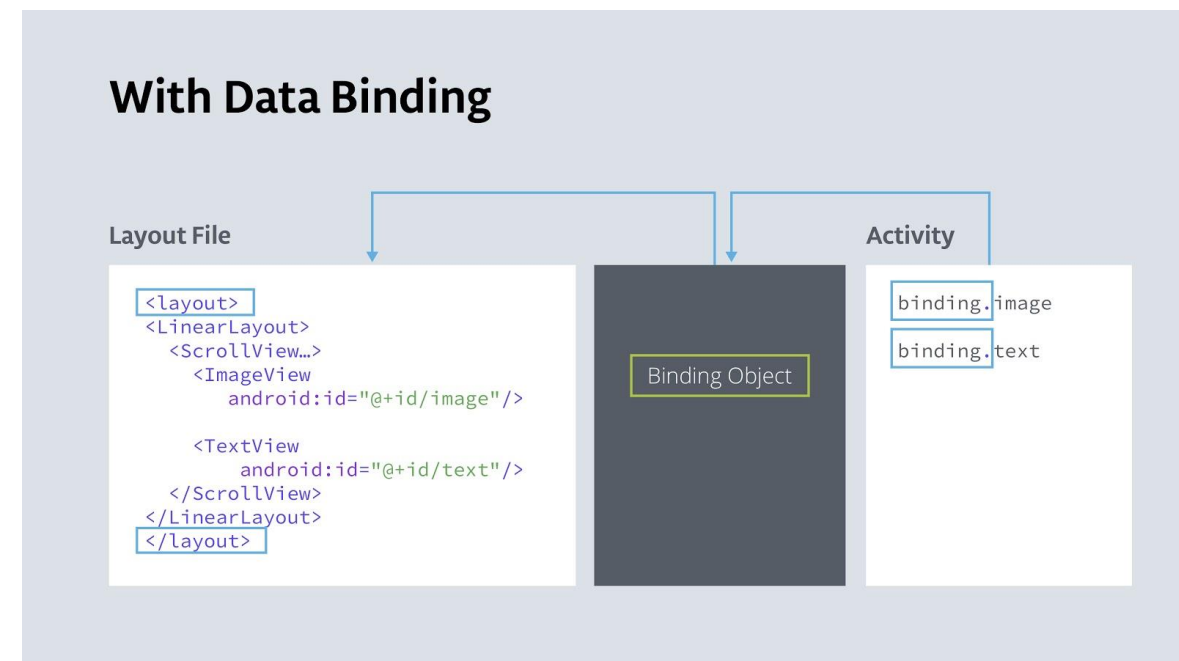 With Data Binding
Layout File
<layout>
<LinearLayout>
  <ScrollView…>
    <ImageView
       android:id="@+id/image"/>
    <TextView
        android:id="@+id/text"/>
  </ScrollView>
</LinearLayout>
</layout>
Binding Object
Activity
binding.image
binding.text